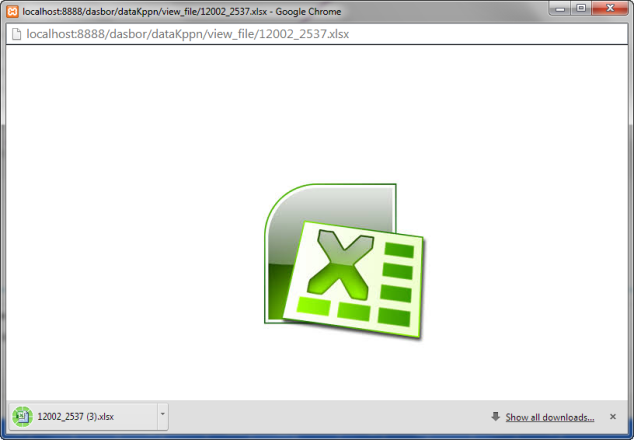 localhost:8888/dasbor/dataKppn/view_file/12002_2537.xlsx - Google Chrome
localhost:8888/dasbor/dataKppn/view_file/12002_2537.xlsx
X
12002_2537 (3).xlsx
Show all downloads...